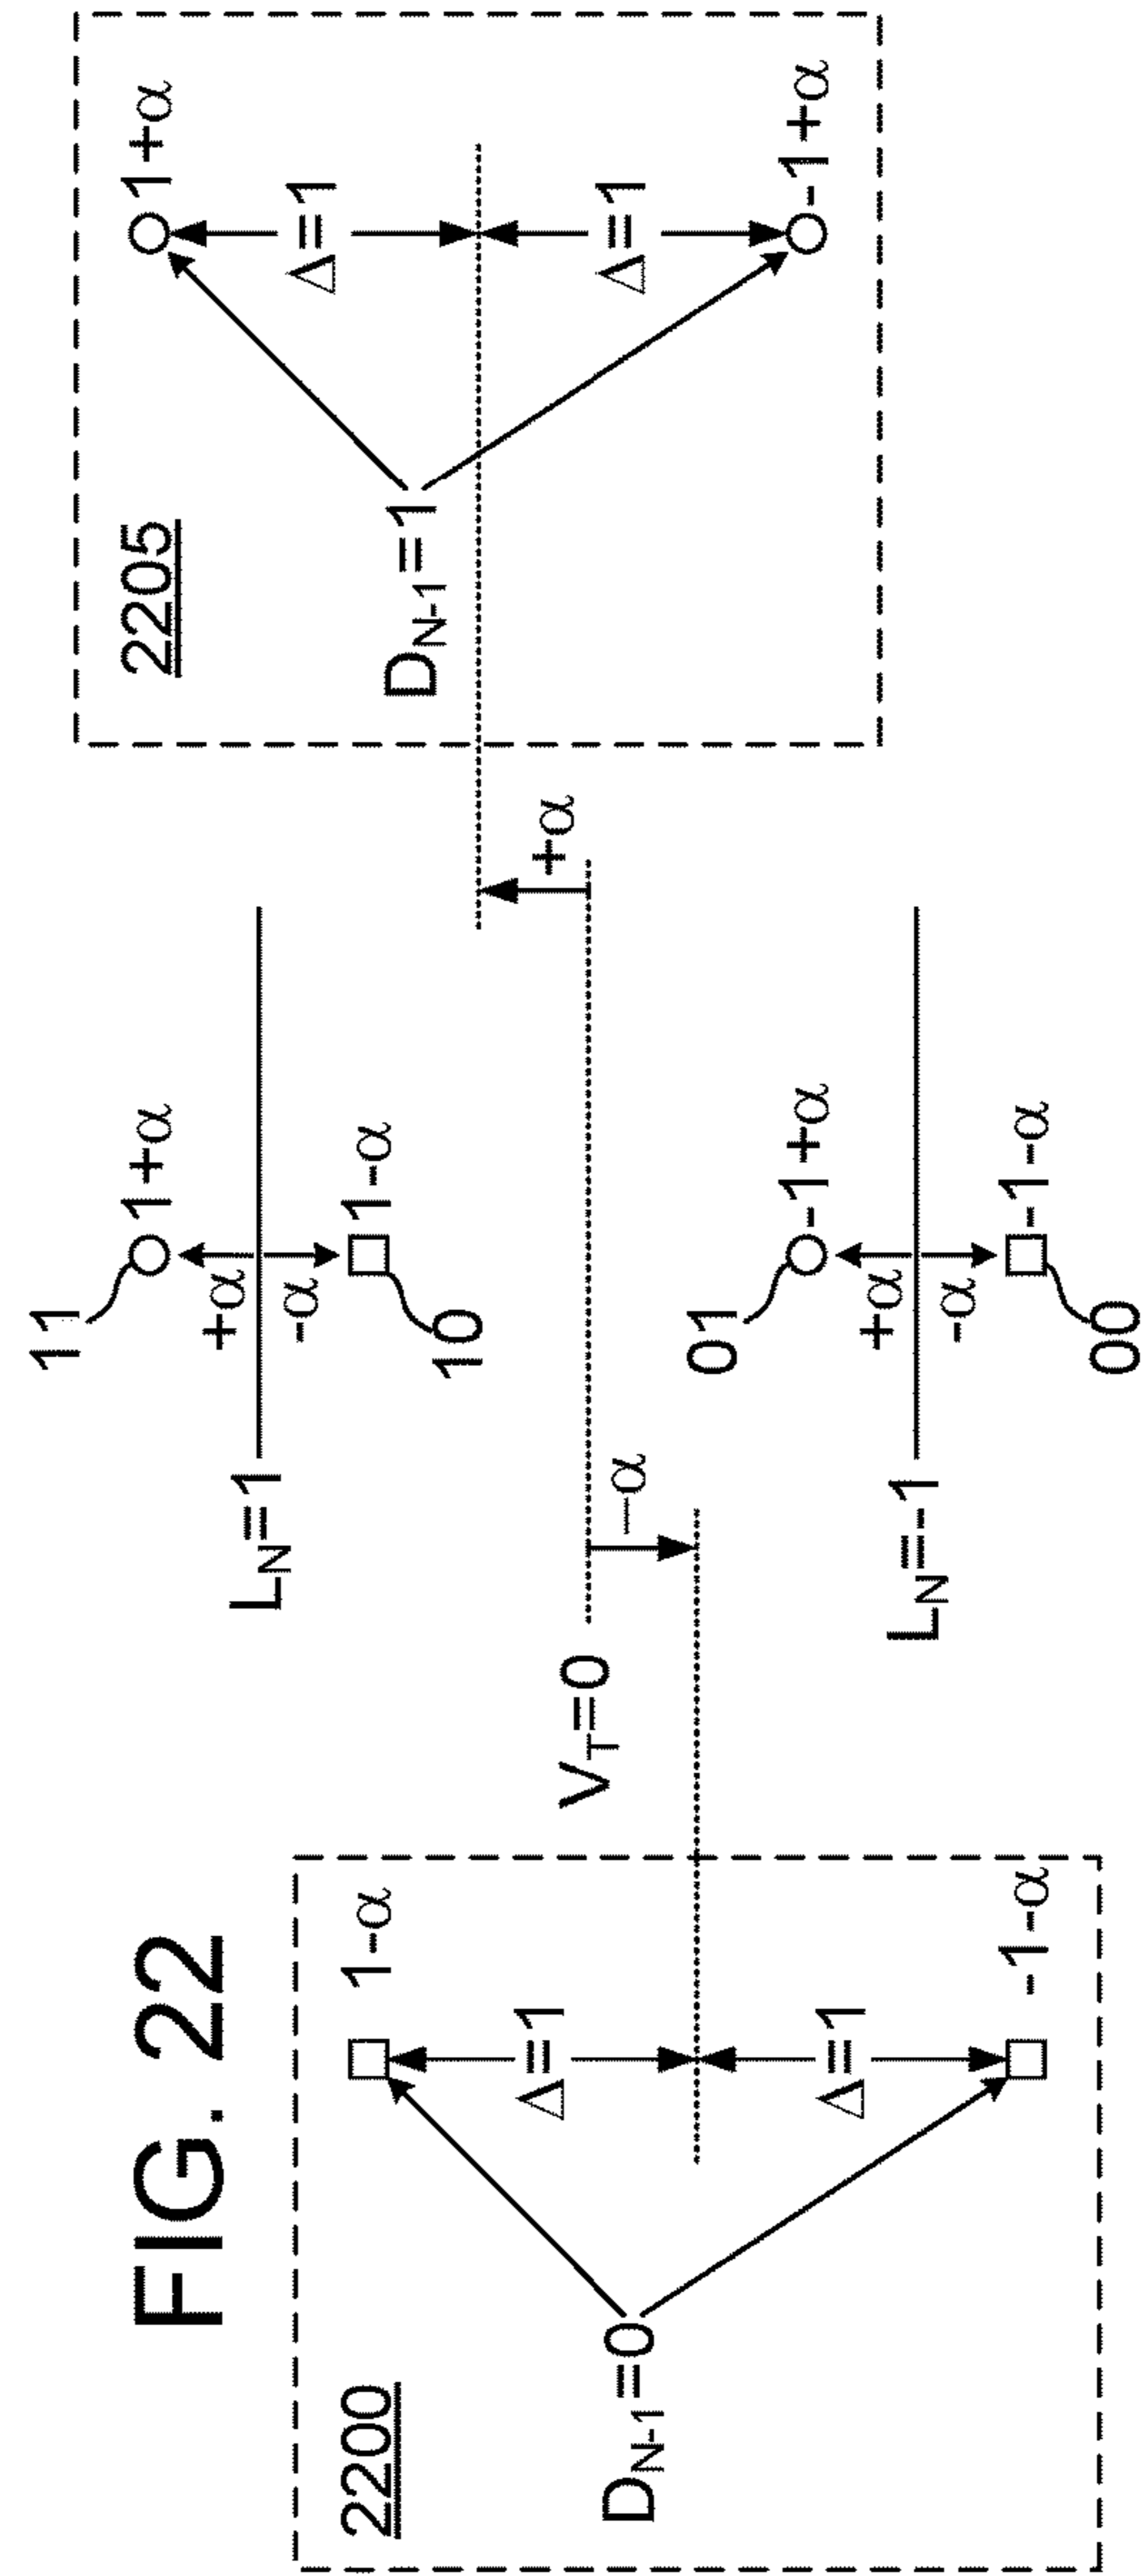 FIG. 22
2200
D_{N-1}=0
1-α
Δ=1
Δ=1
-1-α
V_T=0
-α
L_N=1
+α
-α
11
1+α
10
1-α
L_N=-1
+α
-α
01
-1+α
00
-1-α
+α
2205
D_{N-1}=1
1+α
Δ=1
Δ=1
-1+α